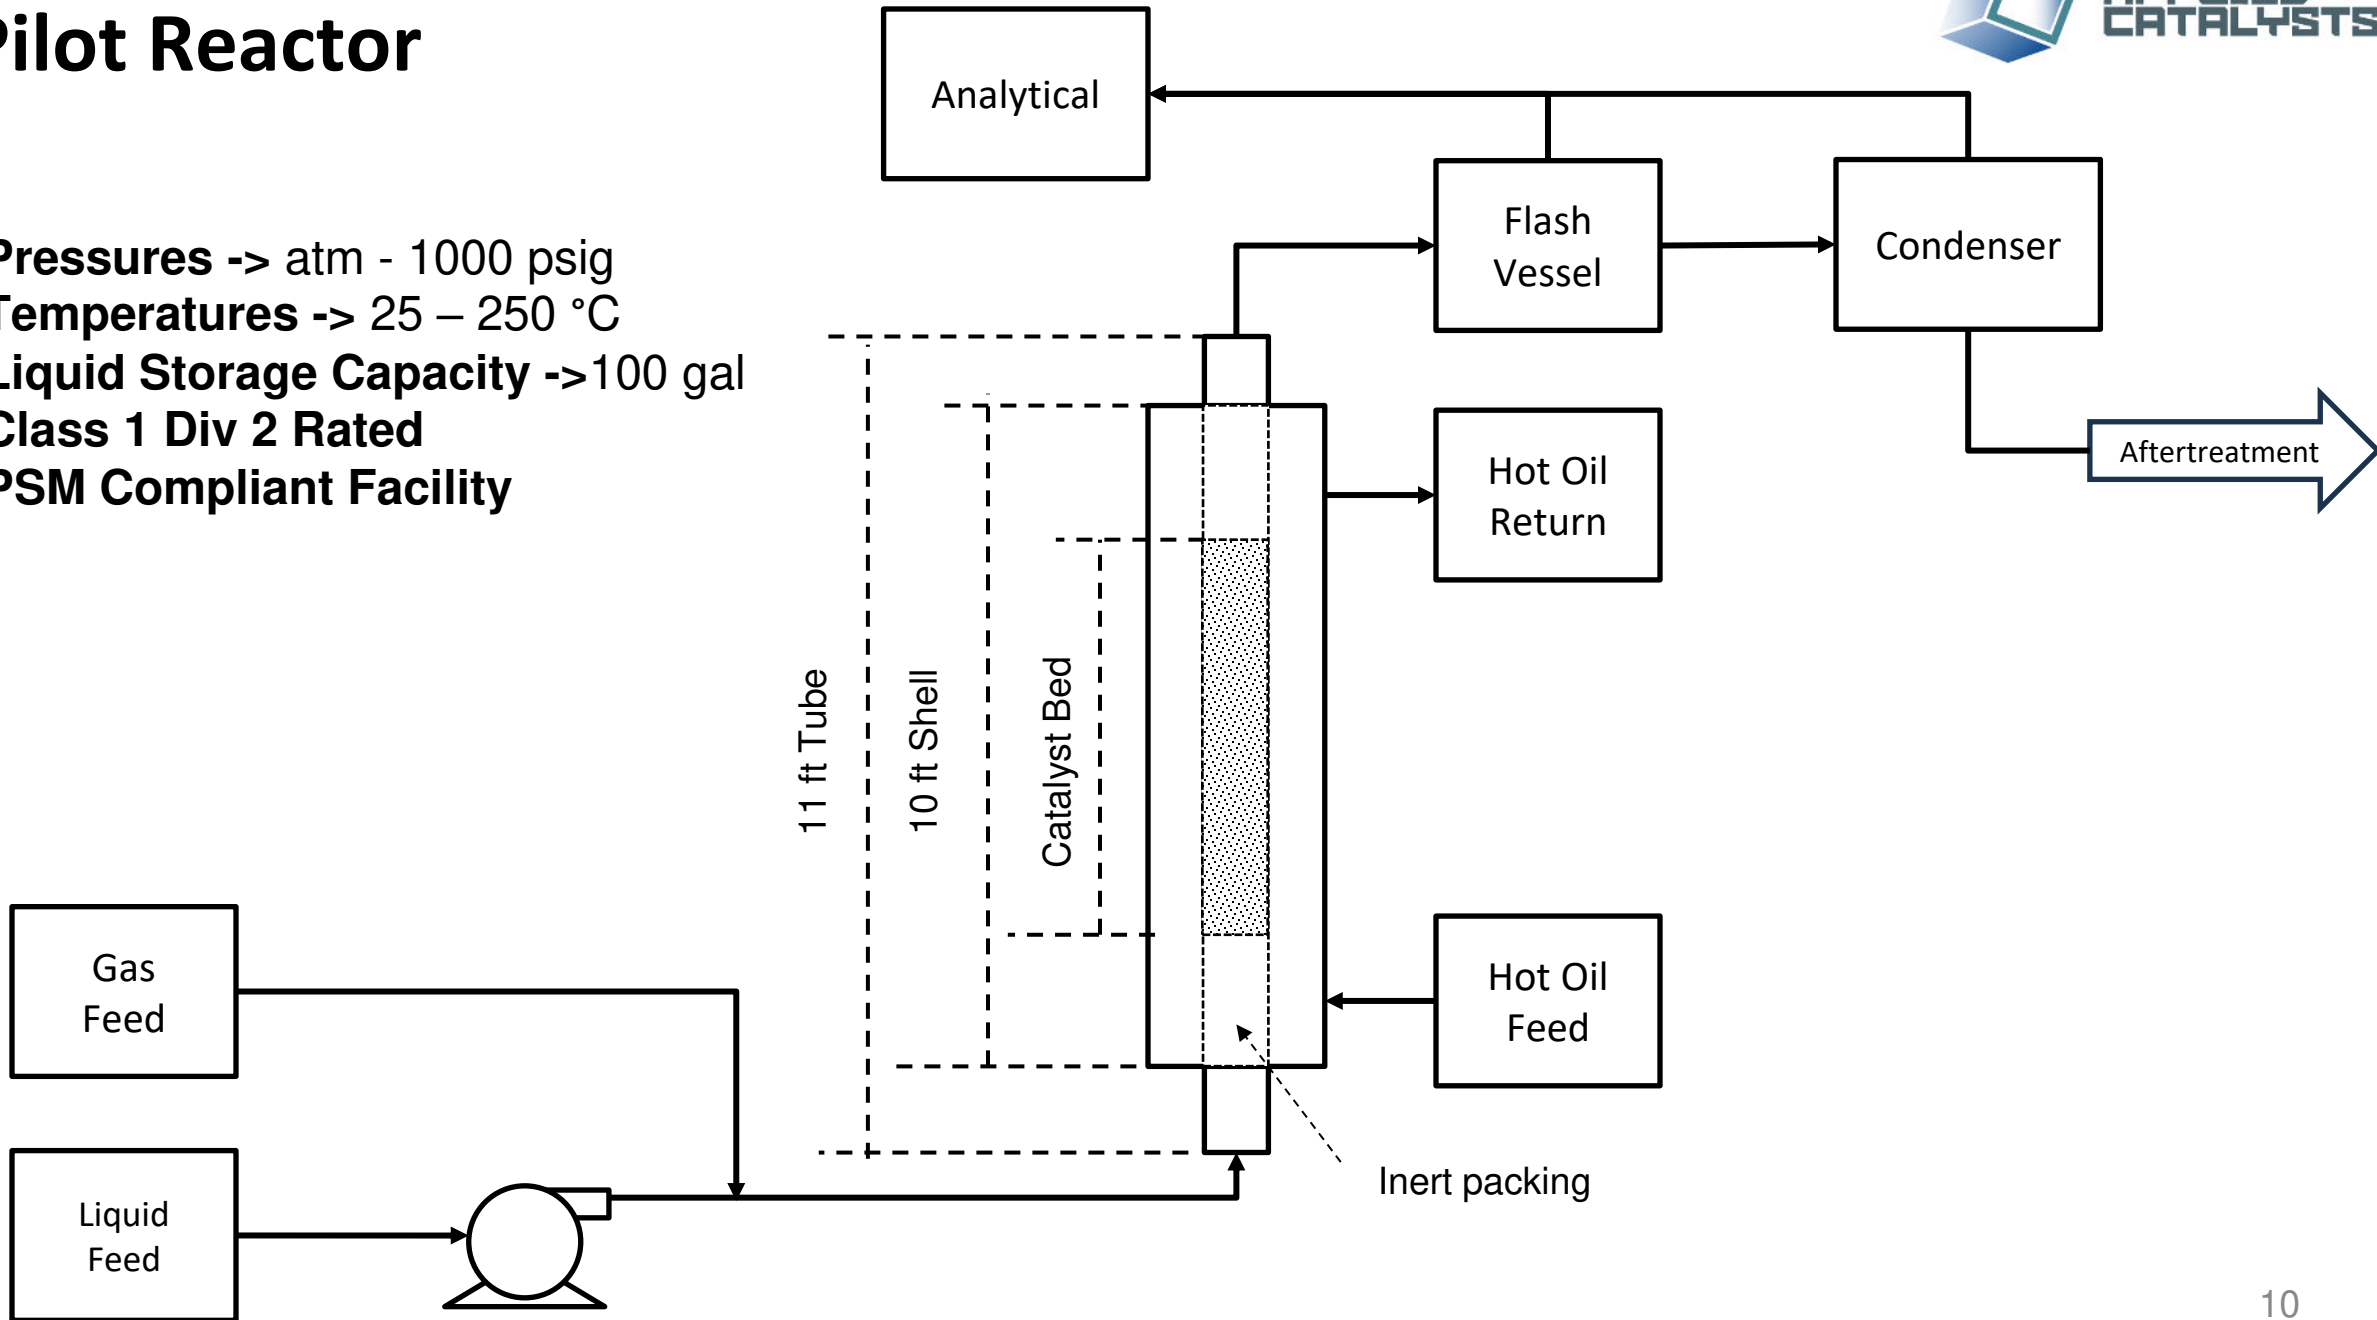 Pilot Reactor
CATALYSTS
Analytical
Flash
Vessel
Condenser
Pressures -> atm - 1000 psig
Temperatures -> 25 – 250 °C
Liquid Storage Capacity ->100 gal
Class 1 Div 2 Rated
PSM Compliant Facility
Hot Oil
Return
Aftertreatment
11 ft Tube
10 ft Shell
Catalyst Bed
Gas
Feed
Hot Oil
Feed
Inert packing
Liquid
Feed
10